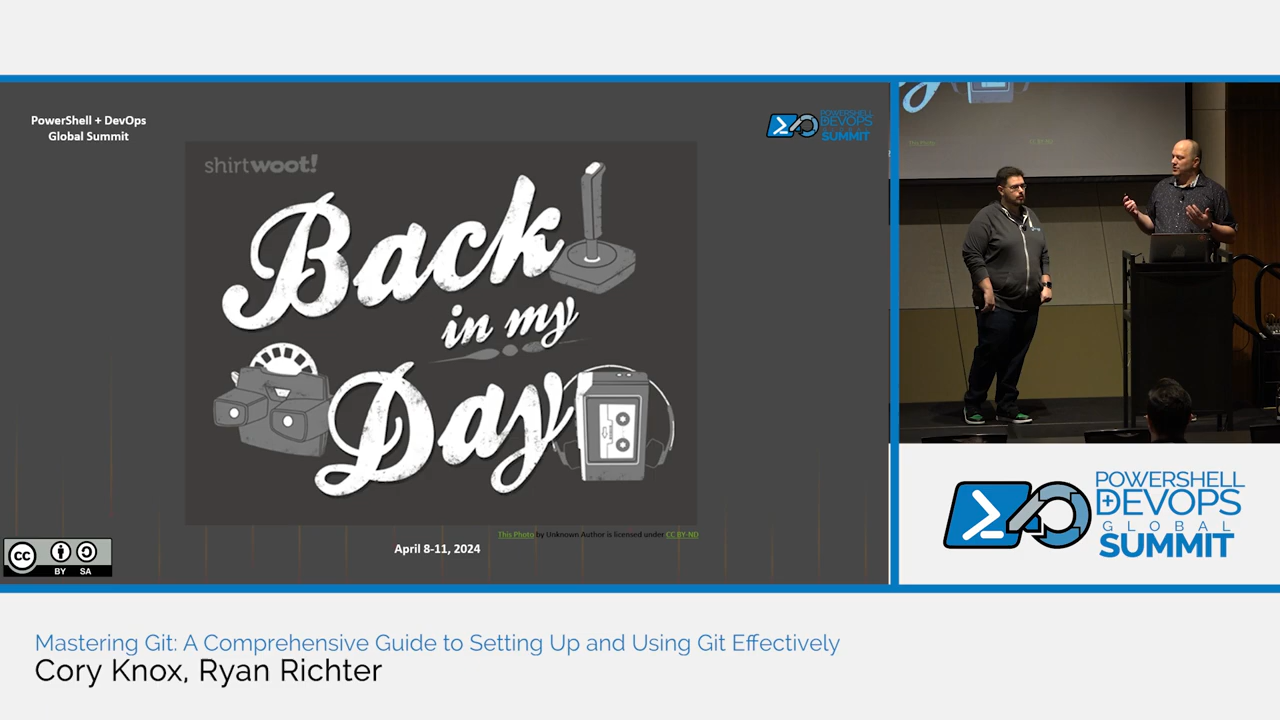 PowerShell + DevOps
Global Summit
POWERSHELL
DEVOPS
GLOBAL
SUMMIT
shirtwoot!
Back
in my
Day
This Photo by Unknown Author is licensed under CC BY-ND
April 8-11, 2024
cc
BY SA
POWERSHELL
+DEVOPS
GLOBAL
SUMMIT
Mastering Git: A Comprehensive Guide to Setting Up and Using Git Effectively
Cory Knox, Ryan Richter